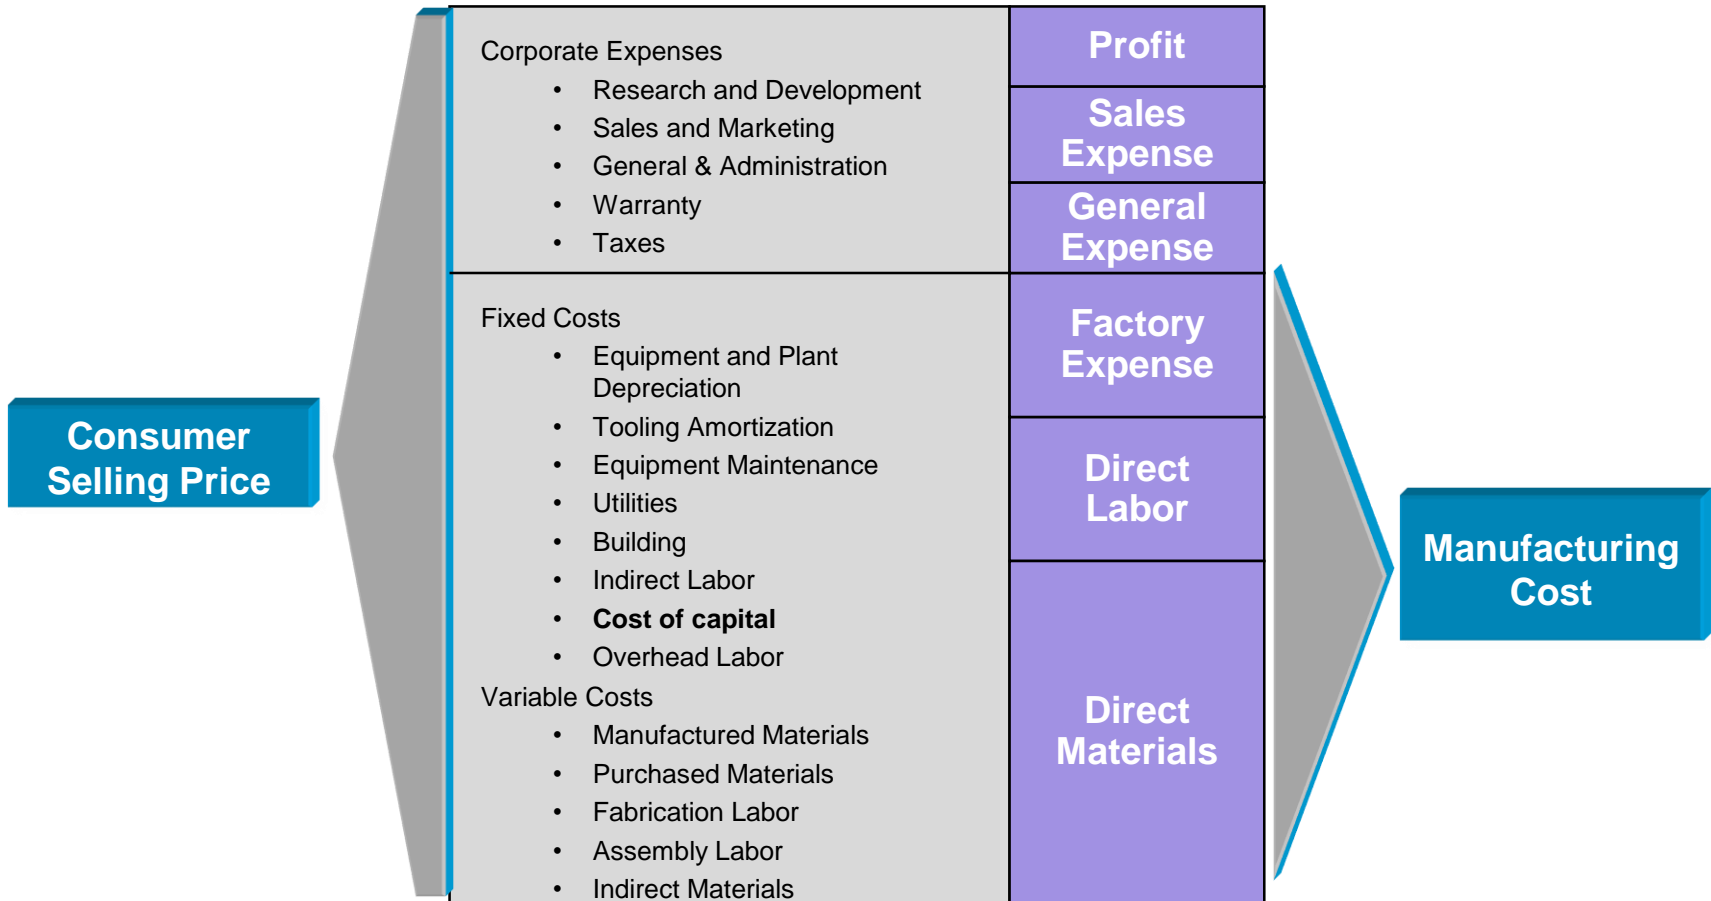 Consumer
Selling Price
Corporate Expenses
• Research and Development
• Sales and Marketing
• General & Administration
• Warranty
• Taxes
Fixed Costs
• Equipment and Plant
Depreciation
• Tooling Amortization
• Equipment Maintenance
• Utilities
• Building
• Indirect Labor
• Cost of capital
• Overhead Labor
Variable Costs
• Manufactured Materials
• Purchased Materials
• Fabrication Labor
• Assembly Labor
• Indirect Materials
Profit
Sales
Expense
General
Expense
Factory
Expense
Direct
Labor
Direct
Materials
Manufacturing
Cost